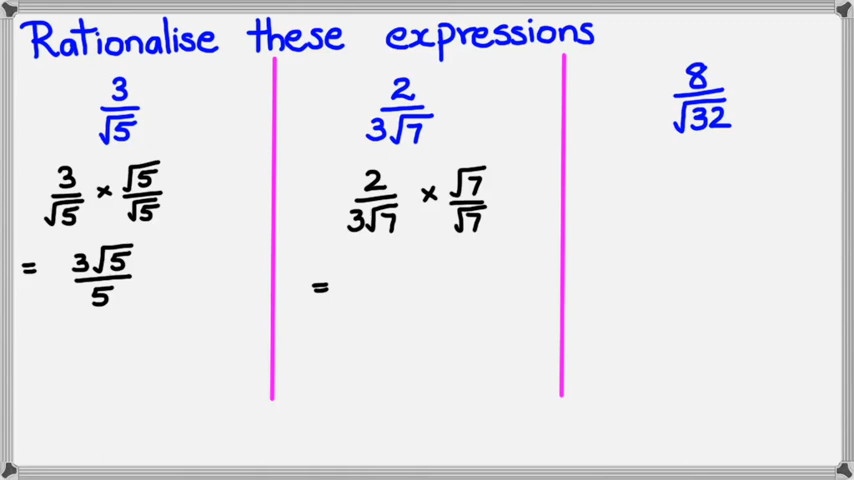 Rationalise these expressions
3/√5
3/√5 × √5/√5
= 3√5/5
2/3√7
2/3√7 × √7/√7
=
8/√32